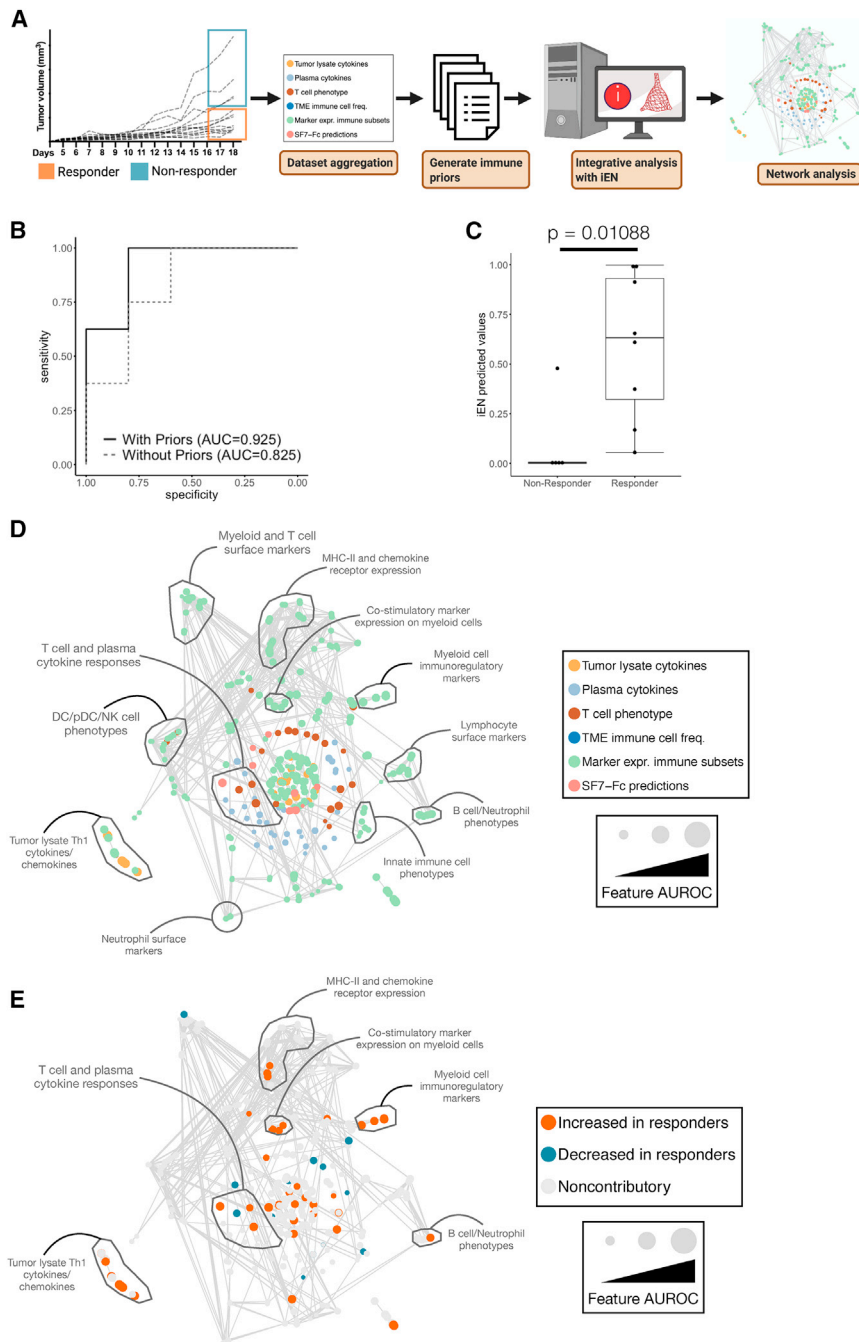 A
Tumor volume (mm³)
Days 5 6 7 8 9 10 11 12 13 14 15 16 17 18
Responder
Non-responder
Tumor lysate cytokines
Plasma cytokines
T cell phenotype
TME immune cell freq.
Marker expr. immune subsets
SF7-Fc predictions
Dataset aggregation
Generate immune
priors
i
Integrative analysis
with iEN
Network analysis
B
sensitivity
1.00
0.75
0.50
0.25
0.00
With Priors (AUC=0.925)
Without Priors (AUC=0.825)
1.00 0.75 0.50 0.25 0.00
specificity
C
p = 0.01088
iEN predicted values
1.00
0.75
0.50
0.25
0.00
Non-Responder
Responder
D
Myeloid and T cell
surface markers
MHC-II and chemokine
receptor expression
Co-stimulatory marker
expression on myeloid cells
T cell and plasma
cytokine responses
Myeloid cell
immunoregulatory
markers
DC/pDC/NK cell
phenotypes
Lymphocyte
surface markers
Tumor lysate Th1
cytokines/
chemokines
B cell/Neutrophil
phenotypes
Innate immune cell
phenotypes
Neutrophil surface
markers
Tumor lysate cytokines
Plasma cytokines
T cell phenotype
TME immune cell freq.
Marker expr. immune subsets
SF7-Fc predictions
Feature AUROC
E
MHC-II and chemokine
receptor expression
Co-stimulatory marker
expression on myeloid cells
T cell and plasma
cytokine responses
Myeloid cell
immunoregulatory
markers
Tumor lysate Th1
cytokines/
chemokines
B cell/Neutrophil
phenotypes
Increased in responders
Decreased in responders
Noncontributory
Feature AUROC